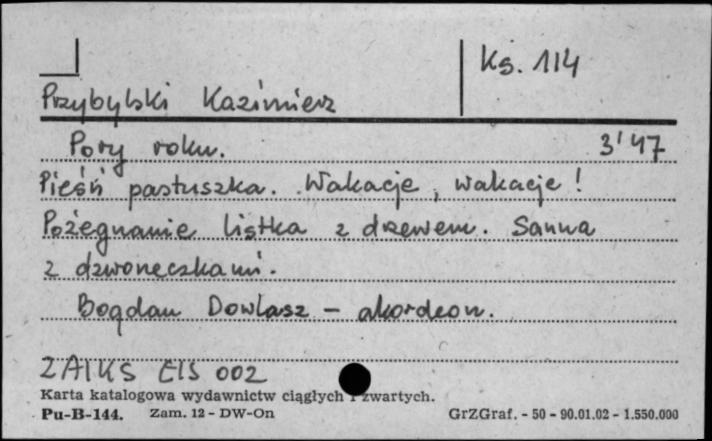 Ks. 114
Przybylski Kazimierz
Pory roku. 3'47
Pieśń pastuszka. Wakacje, wakacje!
Pożegnanie listka z drzewem. Sanna
z dzwoneczkami.
Bogdan Dowlasz – akordeon.
ZAIKS EIS 002
Karta katalogowa wydawnictw ciągłych i zwartych.
Pu-B-144. Zam. 12 - DW-On GrZGraf. - 50 - 90.01.02 - 1.550.000